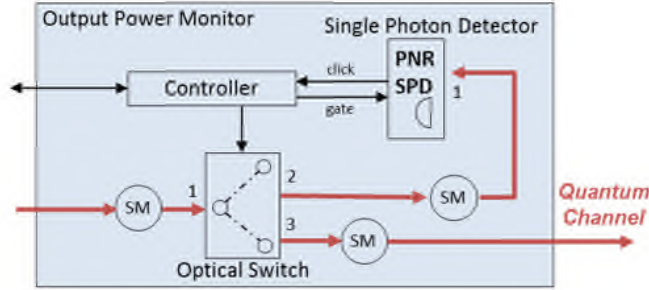 Output Power Monitor
Single Photon Detector
PNR
SPD
1
click
Controller
gate
1
2
3
SM
SM
SM
Optical Switch
Quantum
Channel